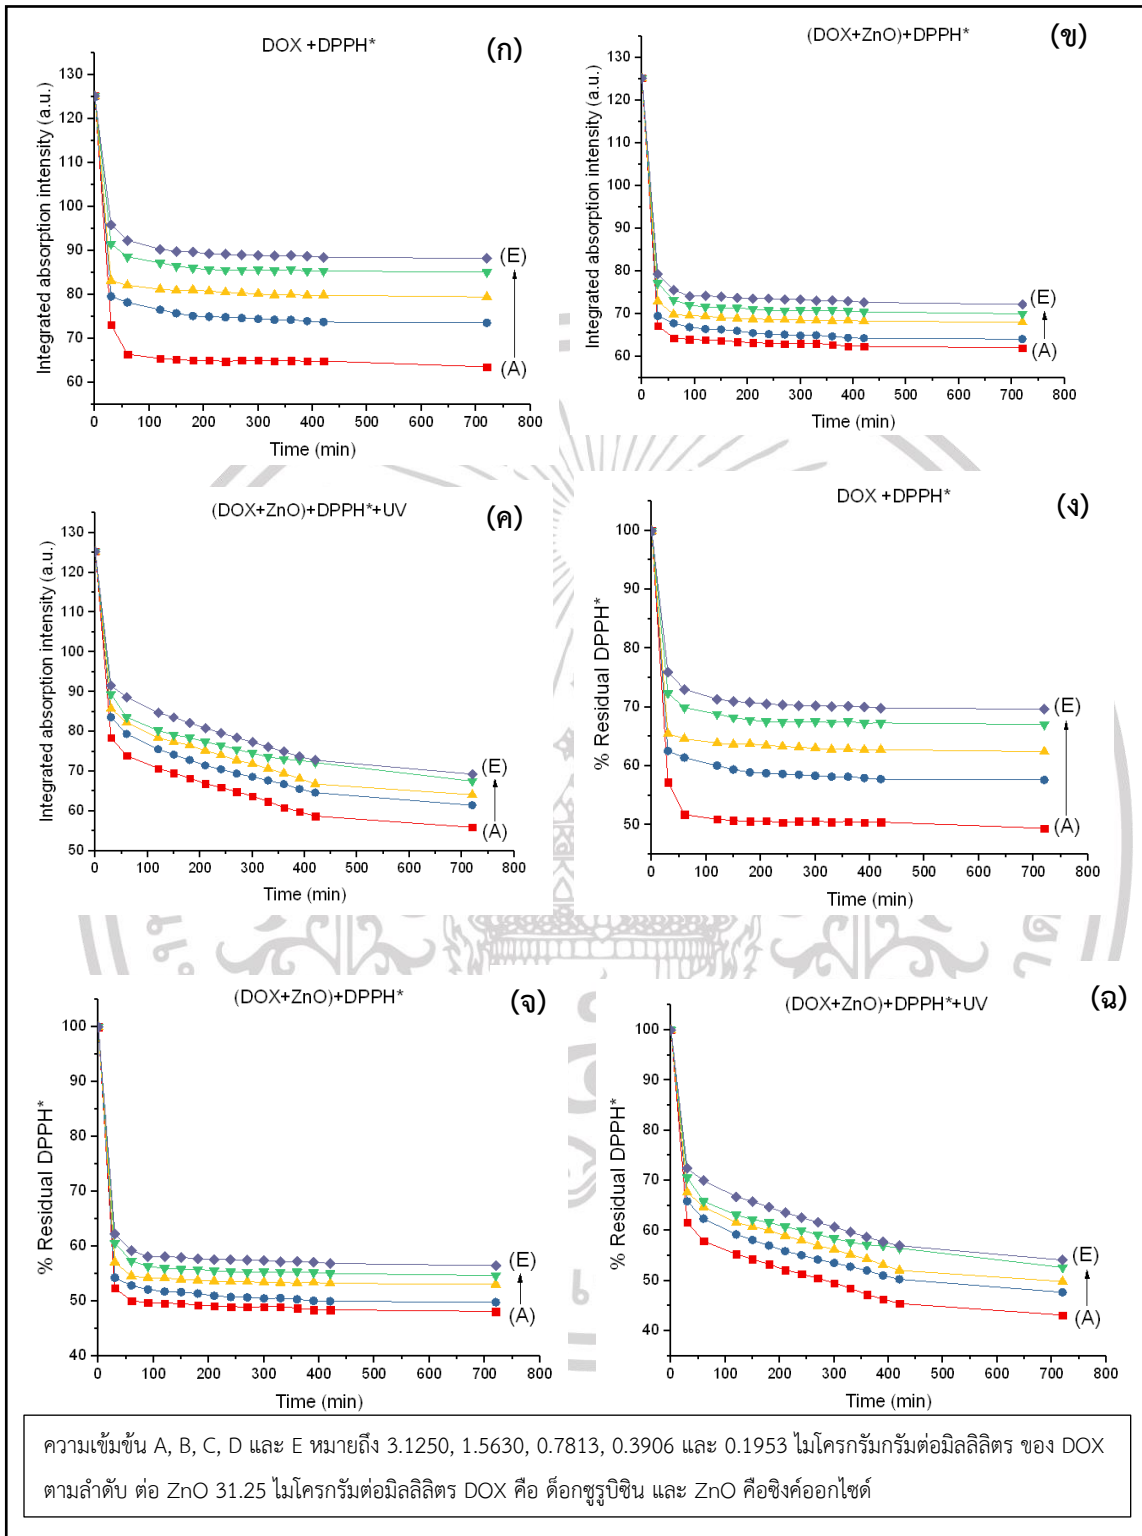 DOX +DPPH*
(ก)
Integrated absorption intensity (a.u.)
130
120
110
100
90
80
70
60
(E)
(A)
0 100 200 300 400 500 600 700 800
Time (min)
(DOX+ZnO)+DPPH*
(ข)
Integrated absorption intensity (a.u.)
130
120
110
100
90
80
70
60
(E)
(A)
0 100 200 300 400 500 600 700 800
Time (min)
(DOX+ZnO)+DPPH*+UV
(ค)
Integrated absorption intensity (a.u.)
130
120
110
100
90
80
70
60
50
(E)
(A)
0 100 200 300 400 500 600 700 800
Time (min)
DOX +DPPH*
(ง)
% Residual DPPH*
100
90
80
70
60
50
(E)
(A)
0 100 200 300 400 500 600 700 800
Time (min)
(DOX+ZnO)+DPPH*
(จ)
% Residual DPPH*
100
90
80
70
60
50
40
(E)
(A)
0 100 200 300 400 500 600 700 800
Time (min)
(DOX+ZnO)+DPPH*+UV
(ฉ)
% Residual DPPH*
100
90
80
70
60
50
40
(E)
(A)
0 100 200 300 400 500 600 700 800
Time (min)
ความเข้มข้น A, B, C, D และ E หมายถึง 3.1250, 1.5630, 0.7813, 0.3906 และ 0.1953 ไมโครกรัมกรัมต่อมิลลิลิตร ของ DOX
ตามลำดับ ต่อ ZnO 31.25 ไมโครกรัมต่อมิลลิลิตร DOX คือ ด็อกซูรูบิซิน และ ZnO คือซิงค์ออกไซด์